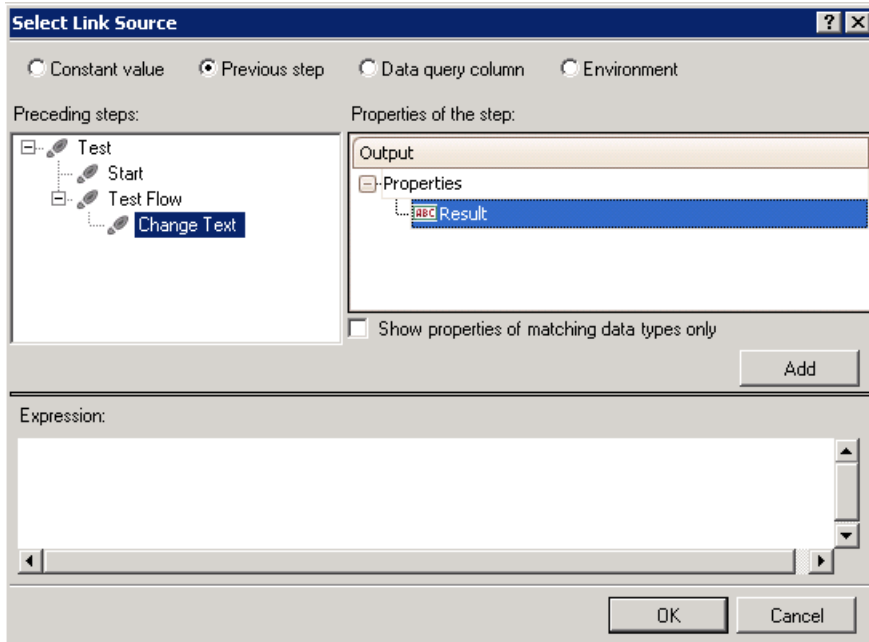 Select Link Source
Constant value Previous step Data query column Environment
Preceding steps:
Test
Start
Test Flow
Change Text
Properties of the step:
Output
Properties
ABC Result
Show properties of matching data types only
Add
Expression:
OK Cancel